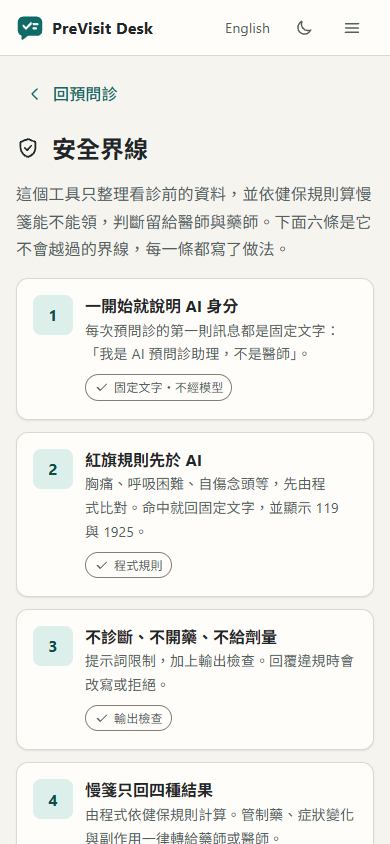 PreVisit Desk English
回預問診
安全界線
這個工具只整理看診前的資料，並依健保規則算慢
箋能不能領，判斷留給醫師與藥師。下面六條是它
不會越過的界線，每一條都寫了做法。
1 一開始就說明 AI 身分
每次預問診的第一則訊息都是固定文字：
「我是 AI 預問診助理，不是醫師」。
固定文字・不經模型
2 紅旗規則先於 AI
胸痛、呼吸困難、自傷念頭等，先由程
式比對。命中就回固定文字，並顯示 119
與 1925。
程式規則
3 不診斷、不開藥、不給劑量
提示詞限制，加上輸出檢查。回覆違規時會
改寫或拒絕。
輸出檢查
4 慢箋只回四種結果
由程式依健保規則計算。管制藥、症狀變化
與副作用一律轉給藥師或醫師。